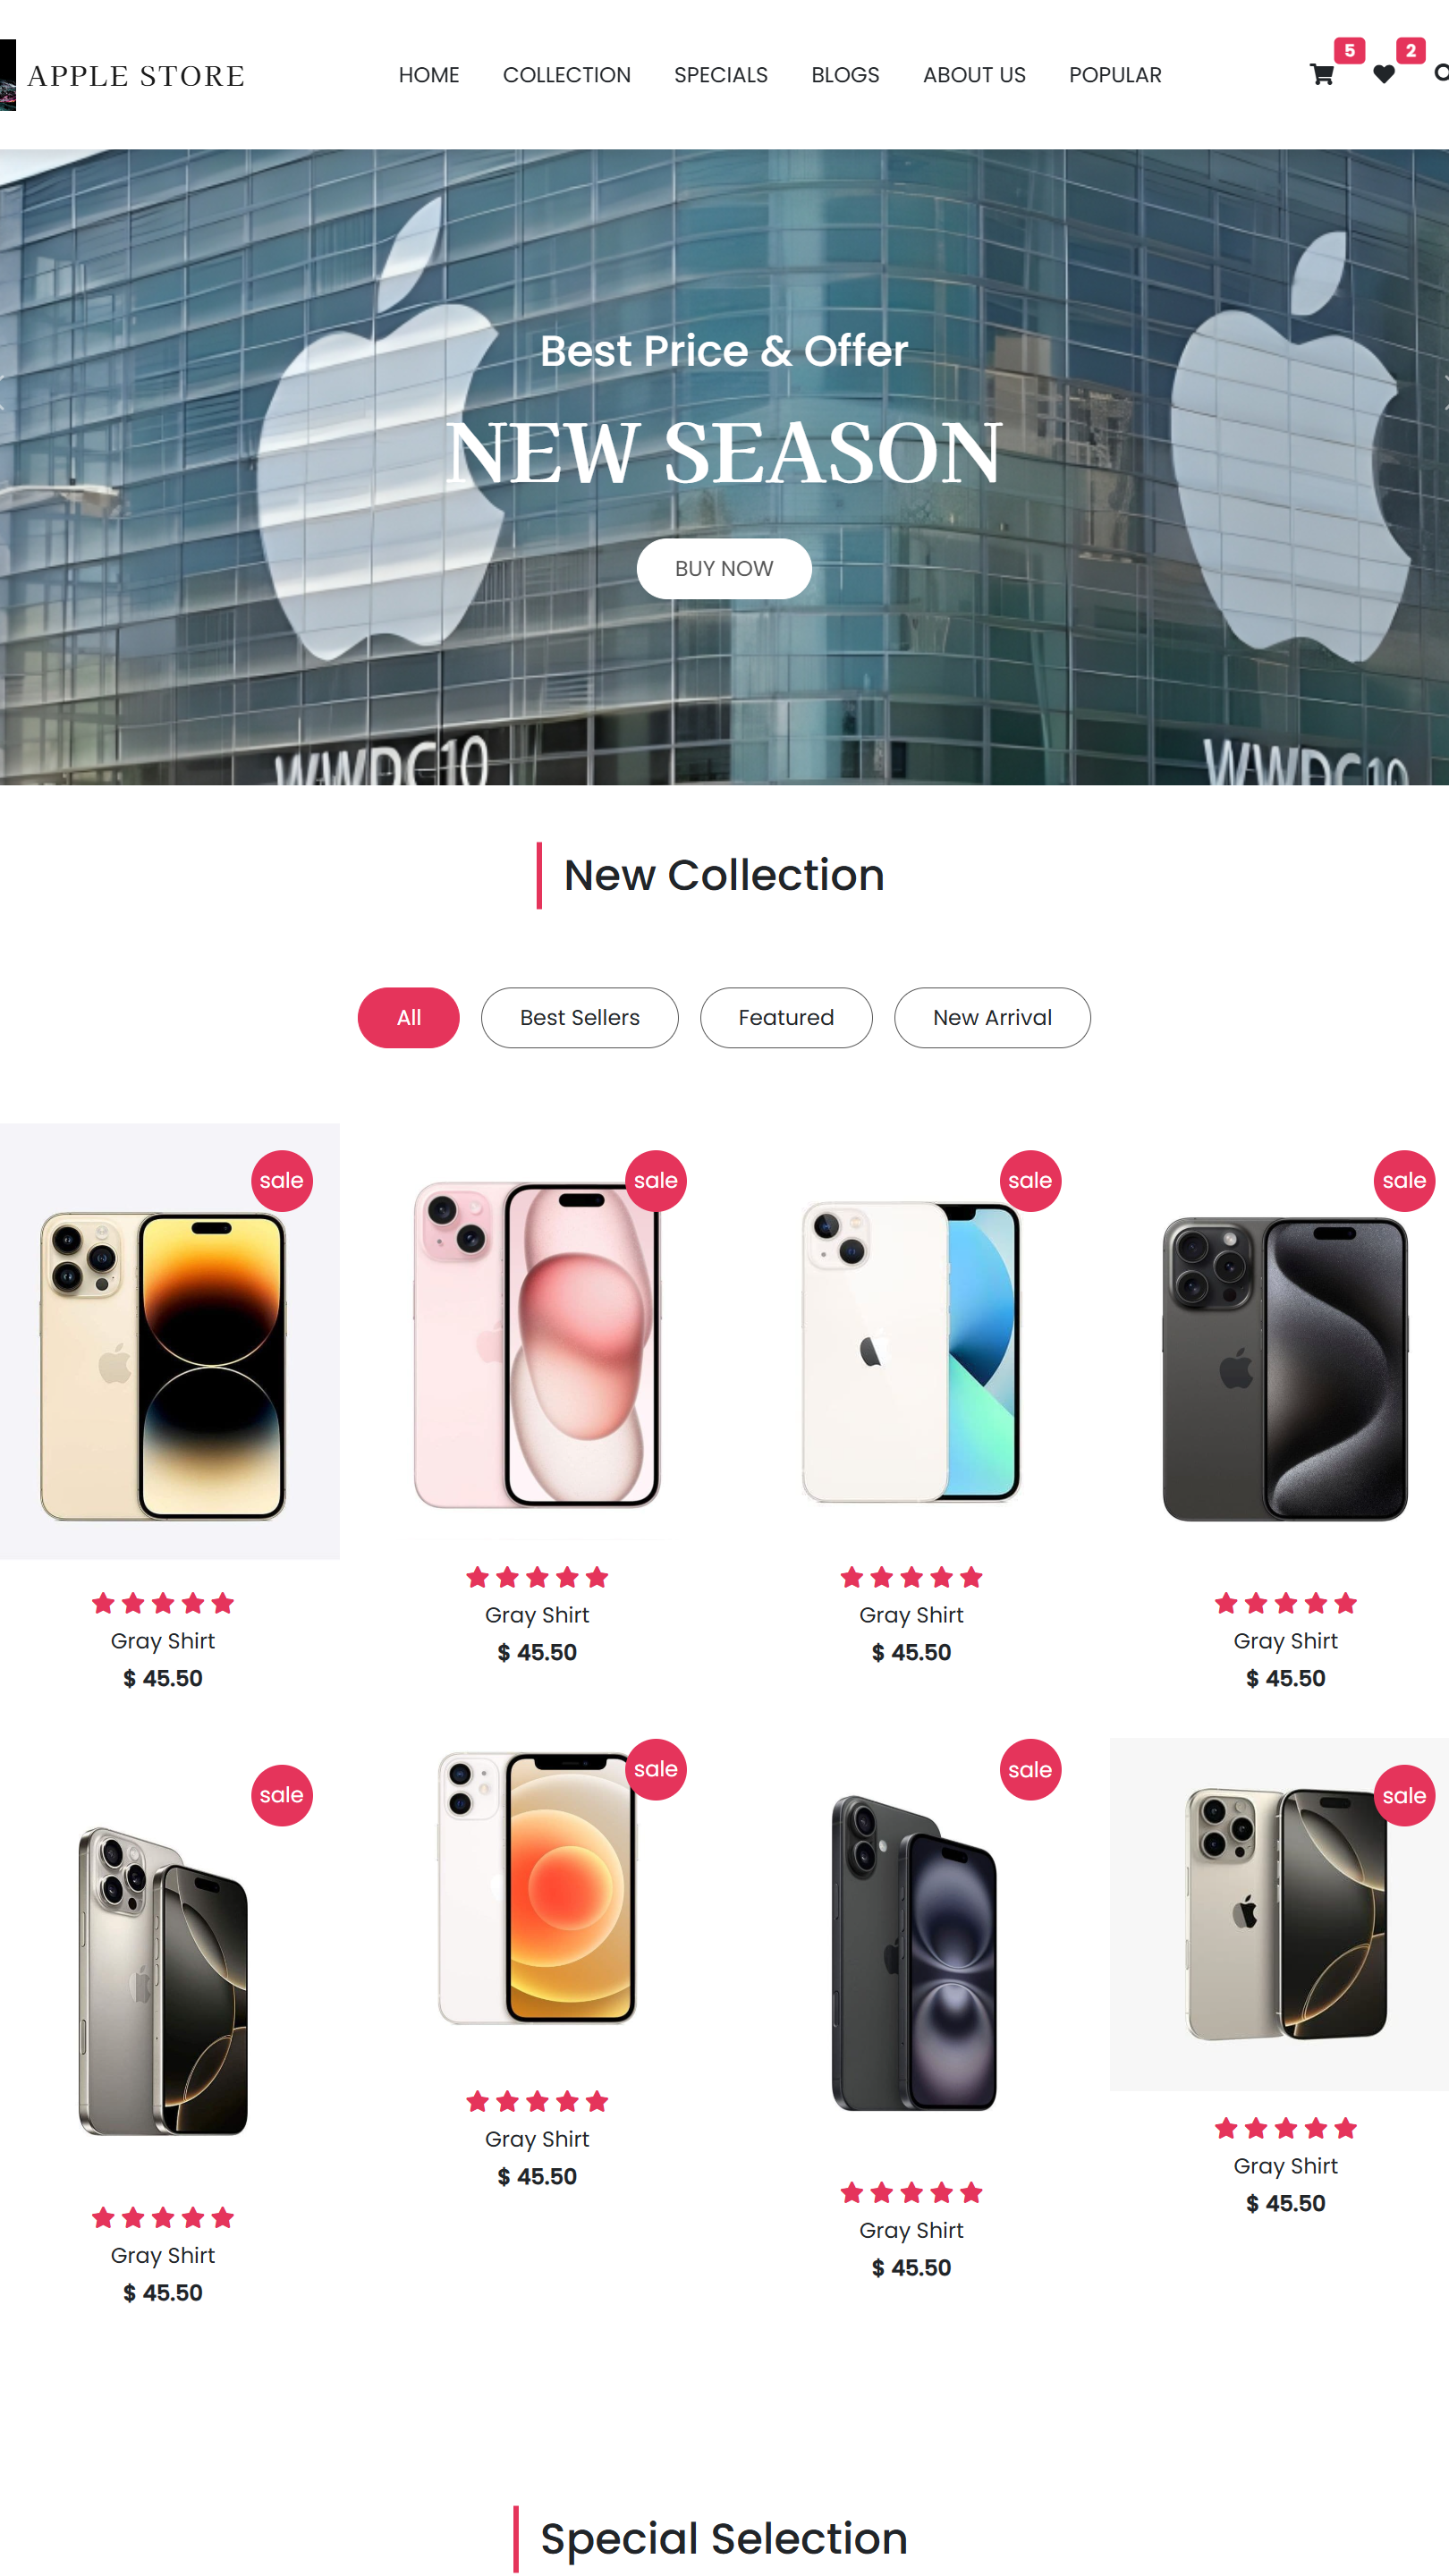 APPLE STORE
HOME COLLECTION SPECIALS BLOGS ABOUT US POPULAR
5 2
Best Price & Offer
NEW SEASON
BUY NOW
WWDC10 WWDC10
New Collection
All Best Sellers Featured New Arrival
sale sale sale sale
Gray Shirt
$ 45.50
Gray Shirt
$ 45.50
Gray Shirt
$ 45.50
Gray Shirt
$ 45.50
sale sale sale sale
Gray Shirt
$ 45.50
Gray Shirt
$ 45.50
Gray Shirt
$ 45.50
Gray Shirt
$ 45.50
Special Selection